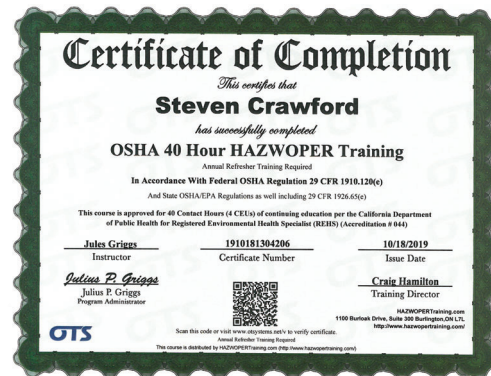 Certificate of Completion
This certifies that
Steven Crawford
has successfully completed
OSHA 40 Hour HAZWOPER Training
Annual Refresher Training Required
In Accordance With Federal OSHA Regulation 29 CFR 1910.120(e)
And State OSHA/EPA Regulations as well including 29 CFR 1926.65(e)
This course is approved for 40 Contact Hours (4 CEUs) of continuing education per the California Department
of Public Health for Registered Environmental Health Specialist (REHS) (Accreditation # 044)
Jules Griggs 1910181304206 10/18/2019
Instructor Certificate Number Issue Date
Julius P. Griggs Craig Hamilton
Julius P. Griggs Training Director
Program Administrator
HAZWOPERTraining.com
1100 Burloak Drive, Suite 300 Burlington,ON L7L
http://www.hazwopertraining.com/
OTS
Scan this code or visit www.otsystems.net/v to verify certificate.
Annual Refresher Training Required
This course is distributed by HAZWOPERTraining.com (http://www.hazwopertraining.com/)